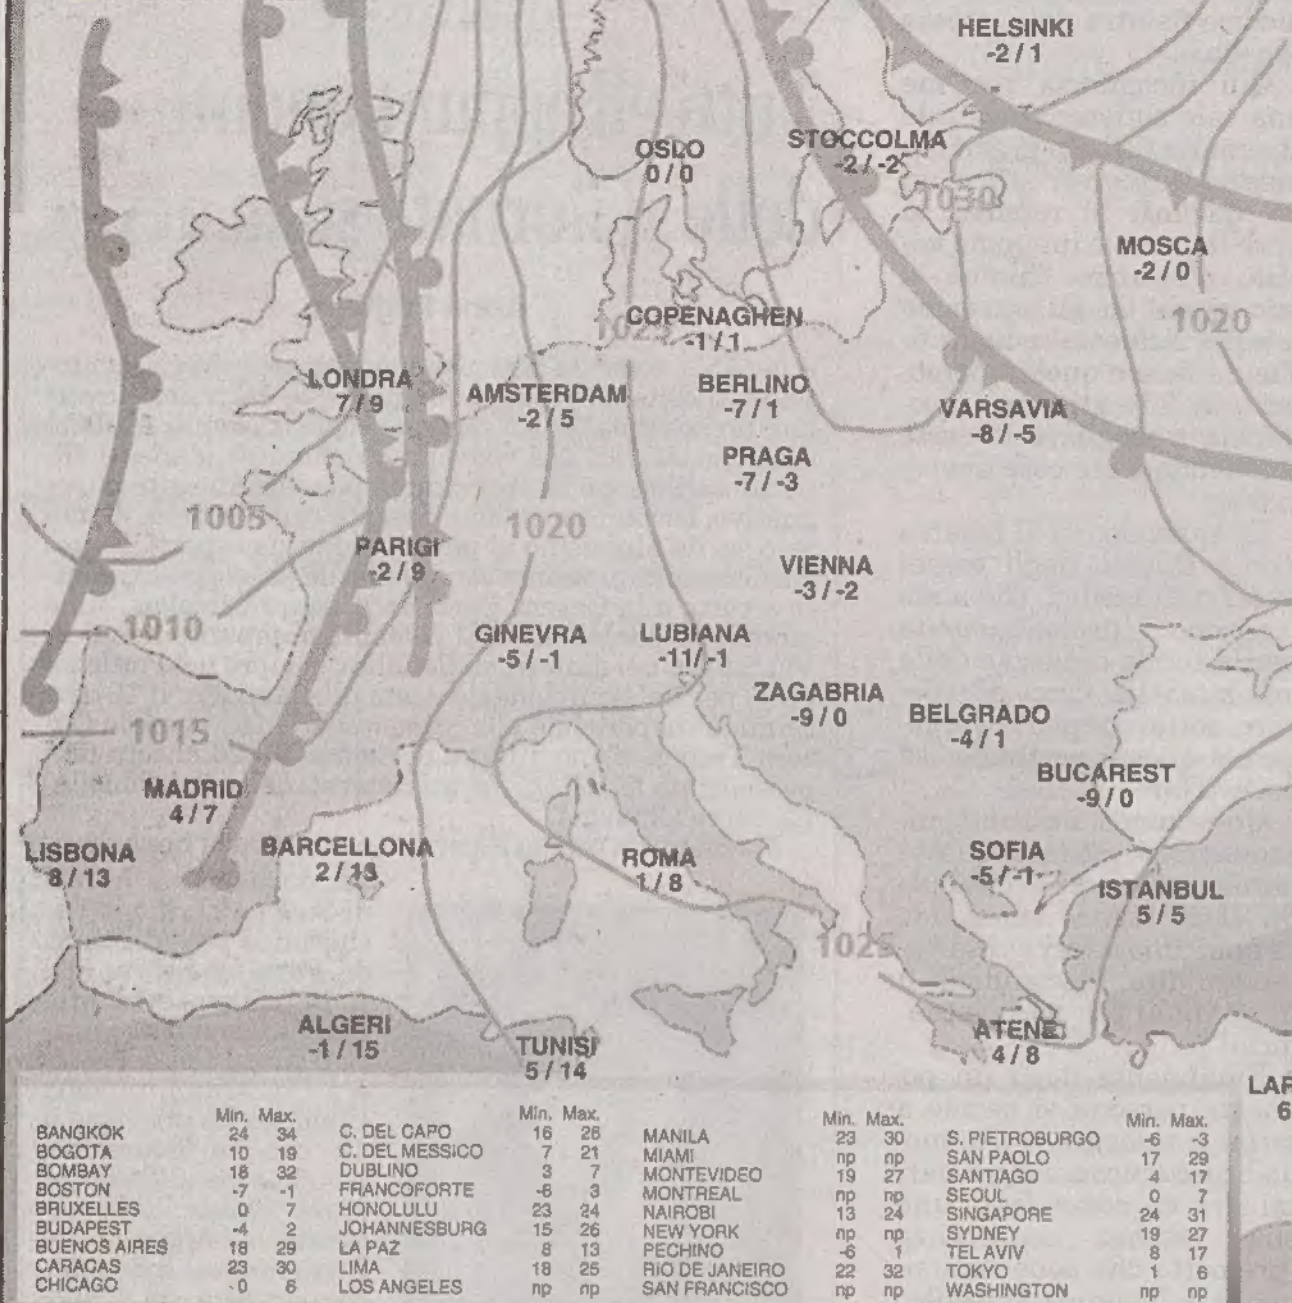 HELSINKI
-2/1
OSLO
0/0
STOCCOLMA
-2/-2
1030
MOSCA
-2/0
COPENAGHEN
-1/1
1020
LONDRA
7/9
AMSTERDAM
-2/5
BERLINO
-7/1
VARSAVIA
-8/-5
PRAGA
-7/-3
1005
1020
PARIGI
-2/9
VIENNA
-3/-2
1010
GINEVRA
-5/-1
LUBIANA
-11/-1
ZAGABRIA
-9/0
BELGRADO
-4/1
1015
MADRID
4/7
BUCAREST
-9/0
LISBONA
8/13
BARCELLONA
2/13
ROMA
1/8
SOFIA
-5/-1
ISTANBUL
5/5
1025
ALGERI
-1/15
TUNISI
5/14
ATENE
4/8
LAR
6
Min. Max.
BANGKOK 24 34
BOGOTA 10 19
BOMBAY 18 32
BOSTON -7 -1
BRUXELLES 0 7
BUDAPEST -4 2
BUENOS AIRES 18 29
CARACAS 23 30
CHICAGO 0 6
Min. Max.
C. DEL CAPO 16 26
C. DEL MESSICO 7 21
DUBLINO 3 7
FRANCOFORTE -6 3
HONOLULU 23 24
JOHANNESBURG 15 26
LA PAZ 8 13
LIMA 18 25
LOS ANGELES np np
Min. Max.
MANILA 23 30
MIAMI np np
MONTEVIDEO 19 27
MONTREAL np np
NAIROBI 13 24
NEW YORK np np
PECHINO -6 1
RIO DE JANEIRO 22 32
SAN FRANCISCO np np
Min. Max.
S. PIETROBURGO -6 -3
SAN PAOLO 17 29
SANTIAGO 4 17
SEOUL 0 7
SINGAPORE 24 31
SYDNEY 19 27
TEL AVIV 8 17
TOKYO 1 6
WASHINGTON np np